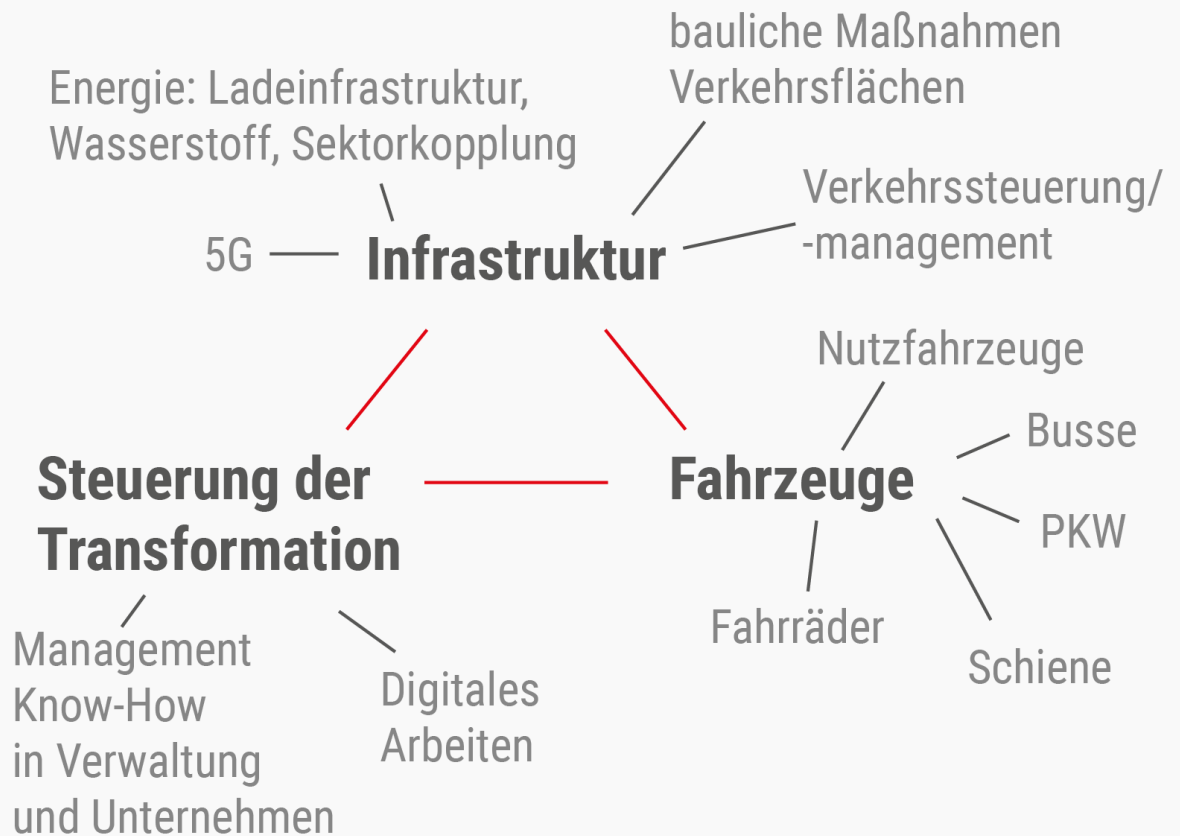 bauliche Maßnahmen
Verkehrsflächen
Energie: Ladeinfrastruktur,
Wasserstoff, Sektorkopplung
Verkehrssteuerung/
-management
5G
Infrastruktur
Nutzfahrzeuge
Busse
PKW
Fahrzeuge
Fahrräder
Schiene
Steuerung der
Transformation
Management
Know-How
in Verwaltung
und Unternehmen
Digitales
Arbeiten